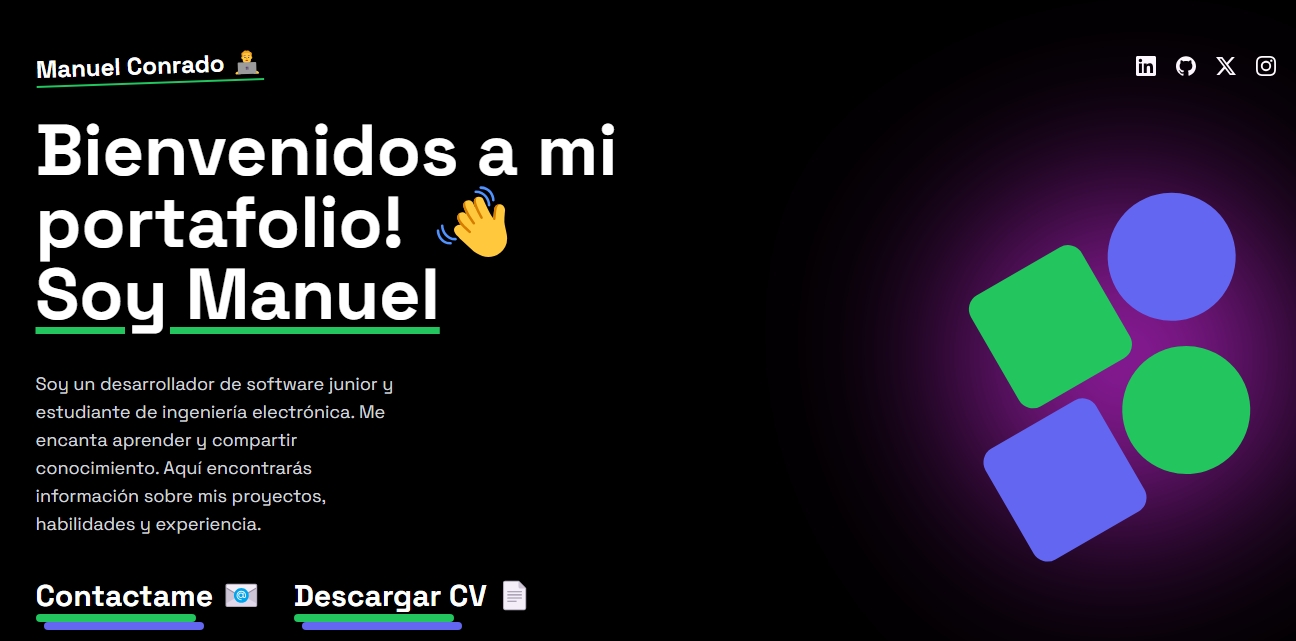 Manuel Conrado
Bienvenidos a mi
portafolio!
Soy Manuel
Soy un desarrollador de software junior y
estudiante de ingeniería electrónica. Me
encanta aprender y compartir
conocimiento. Aquí encontrarás
información sobre mis proyectos,
habilidades y experiencia.
Contactame
Descargar CV